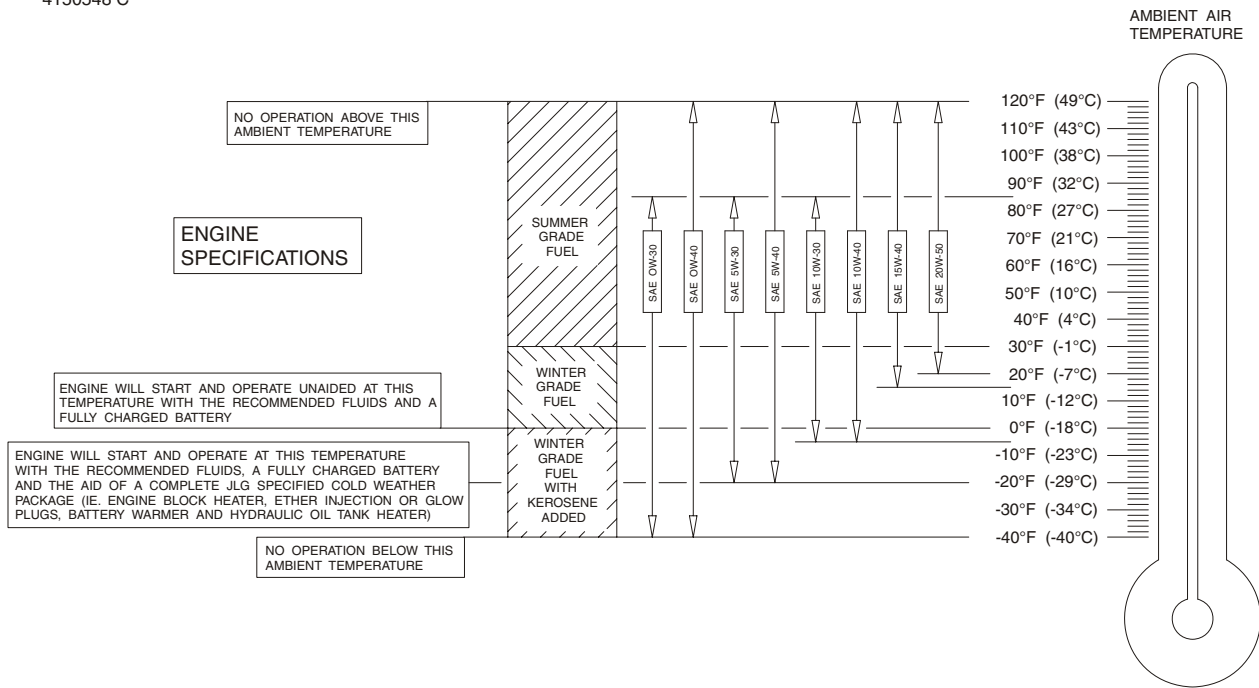 4150548 C
AMBIENT AIR
TEMPERATURE
NO OPERATION ABOVE THIS
AMBIENT TEMPERATURE
ENGINE
SPECIFICATIONS
ENGINE WILL START AND OPERATE UNAIDED AT THIS
TEMPERATURE WITH THE RECOMMENDED FLUIDS AND A
FULLY CHARGED BATTERY
ENGINE WILL START AND OPERATE AT THIS TEMPERATURE
WITH THE RECOMMENDED FLUIDS, A FULLY CHARGED BATTERY
AND THE AID OF A COMPLETE JLG SPECIFIED COLD WEATHER
PACKAGE (IE. ENGINE BLOCK HEATER, ETHER INJECTION OR GLOW
PLUGS, BATTERY WARMER AND HYDRAULIC OIL TANK HEATER)
NO OPERATION BELOW THIS
AMBIENT TEMPERATURE
SUMMER
GRADE
FUEL
WINTER
GRADE
FUEL
WINTER
GRADE
FUEL
WITH
KEROSENE
ADDED
SAE OW-30
SAE OW-40
SAE 5W-30
SAE 5W-40
SAE 10W-30
SAE 10W-40
SAE 15W-40
SAE 20W-50
120°F (49°C)
110°F (43°C)
100°F (38°C)
90°F (32°C)
80°F (27°C)
70°F (21°C)
60°F (16°C)
50°F (10°C)
40°F (4°C)
30°F (-1°C)
20°F (-7°C)
10°F (-12°C)
0°F (-18°C)
-10°F (-23°C)
-20°F (-29°C)
-30°F (-34°C)
-40°F (-40°C)